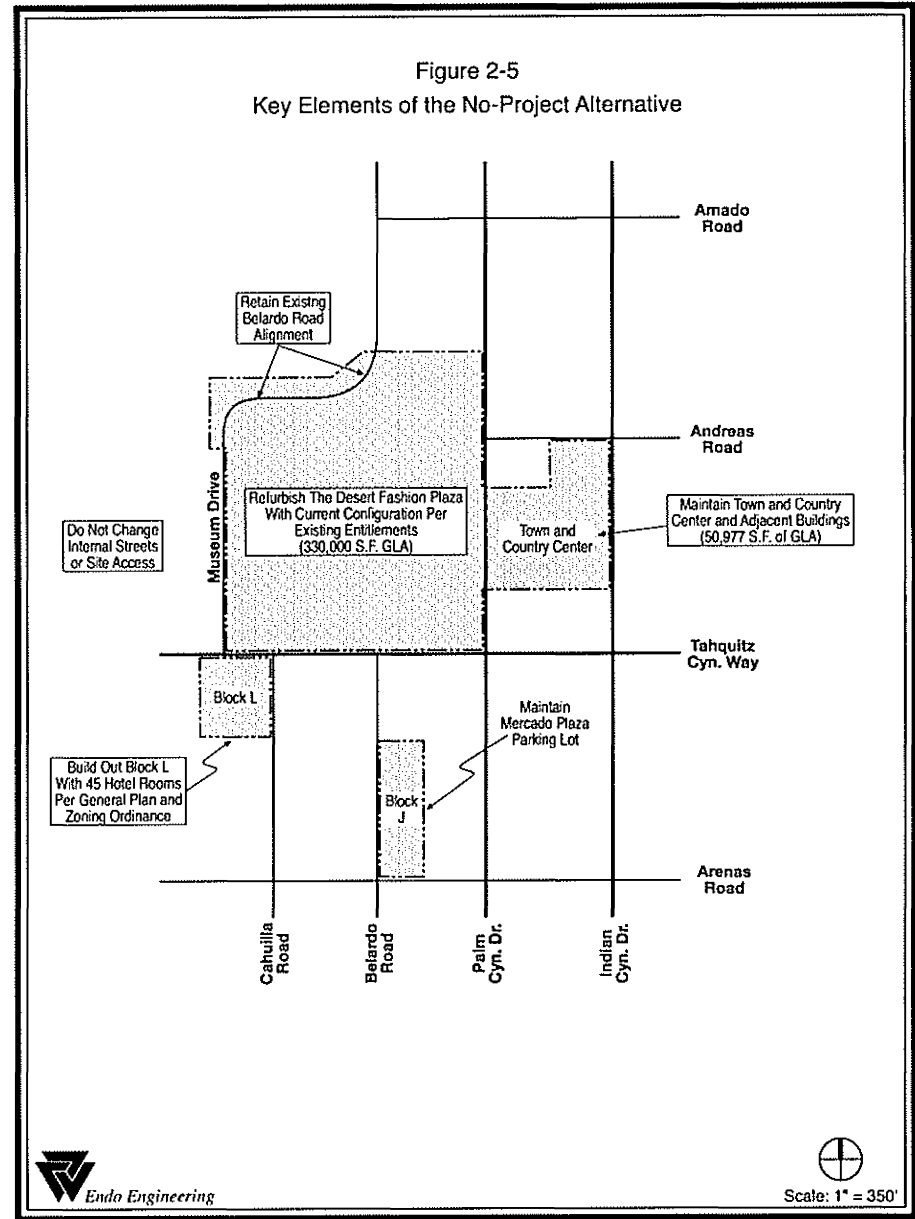 Figure 2-5
Key Elements of the No-Project Alternative
Amado
Road
Retain Existng
Belardo Road
Alignment
Andreas
Road
Museum Drive
Refurbish The Desert Fashion Plaza
With Current Configuration Per
Existing Entitlements
(330,000 S.F. GLA)
Do Not Change
Internal Streets
or Site Access
Town and
Country Center
Maintain Town and Country
Center and Adjacent Buildings
(50,977 S.F. of GLA)
Tahquitz
Cyn. Way
Block L
Maintain
Mercado Plaza
Parking Lot
Build Out Block L
With 45 Hotel Rooms
Per General Plan and
Zoning Ordinance
Block
J
Arenas
Road
Cahuilla
Road
Belardo
Road
Palm
Cyn. Dr.
Indian
Cyn. Dr.
Endo Engineering
Scale: 1" = 350'